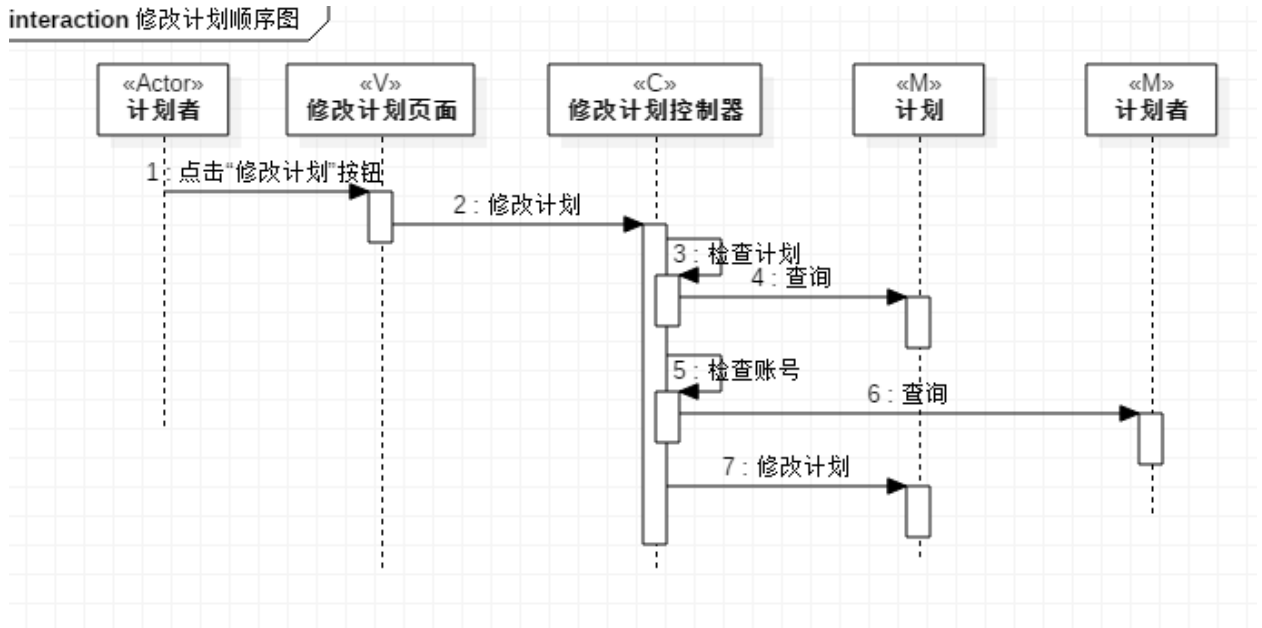 interaction 修改计划顺序图
«Actor»
计划者
«V»
修改计划页面
«C»
修改计划控制器
«M»
计划
«M»
计划者
1 : 点击“修改计划”按钮
2 : 修改计划
3 : 检查计划
4 : 查询
5 : 检查账号
6 : 查询
7 : 修改计划